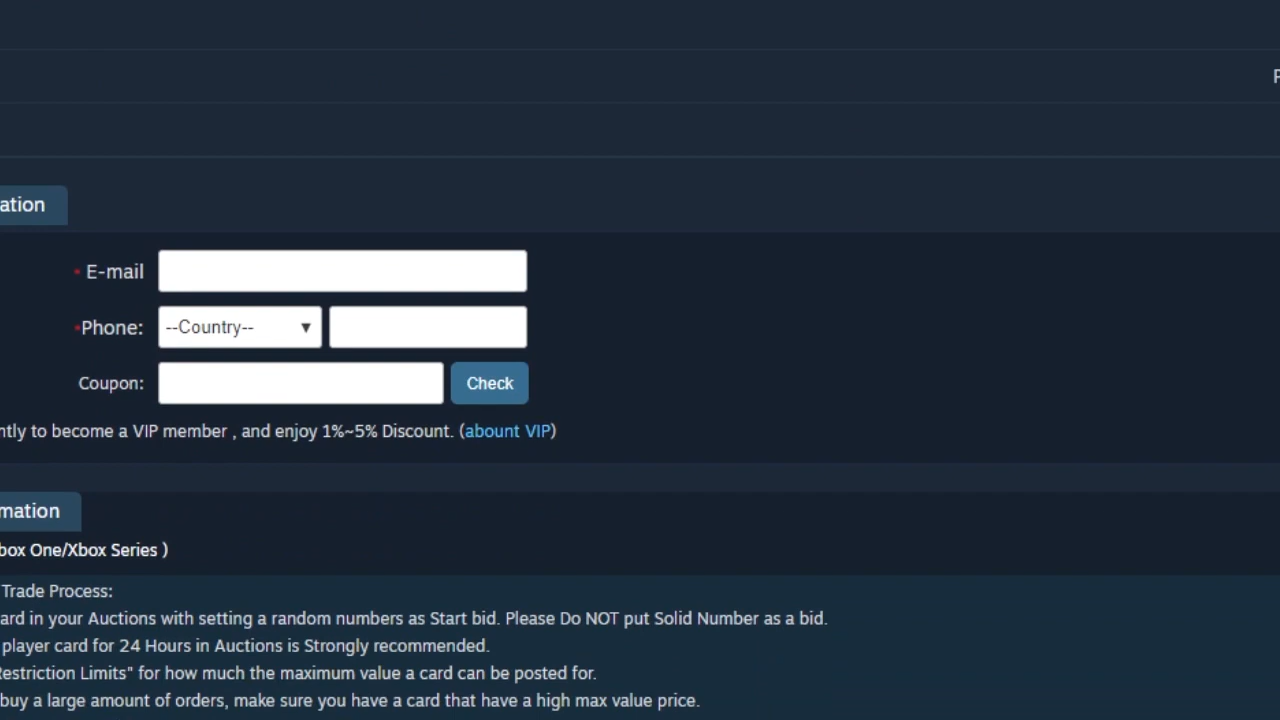 ation
E-mail
Phone:
--Country--
Coupon:
Check
ntly to become a VIP member , and enjoy 1%~5% Discount. (abount VIP)
mation
box One/Xbox Series )
Trade Process:
ard in your Auctions with setting a random numbers as Start bid. Please Do NOT put Solid Number as a bid.
player card for 24 Hours in Auctions is Strongly recommended.
Restriction Limits" for how much the maximum value a card can be posted for.
buy a large amount of orders, make sure you have a card that have a high max value price.